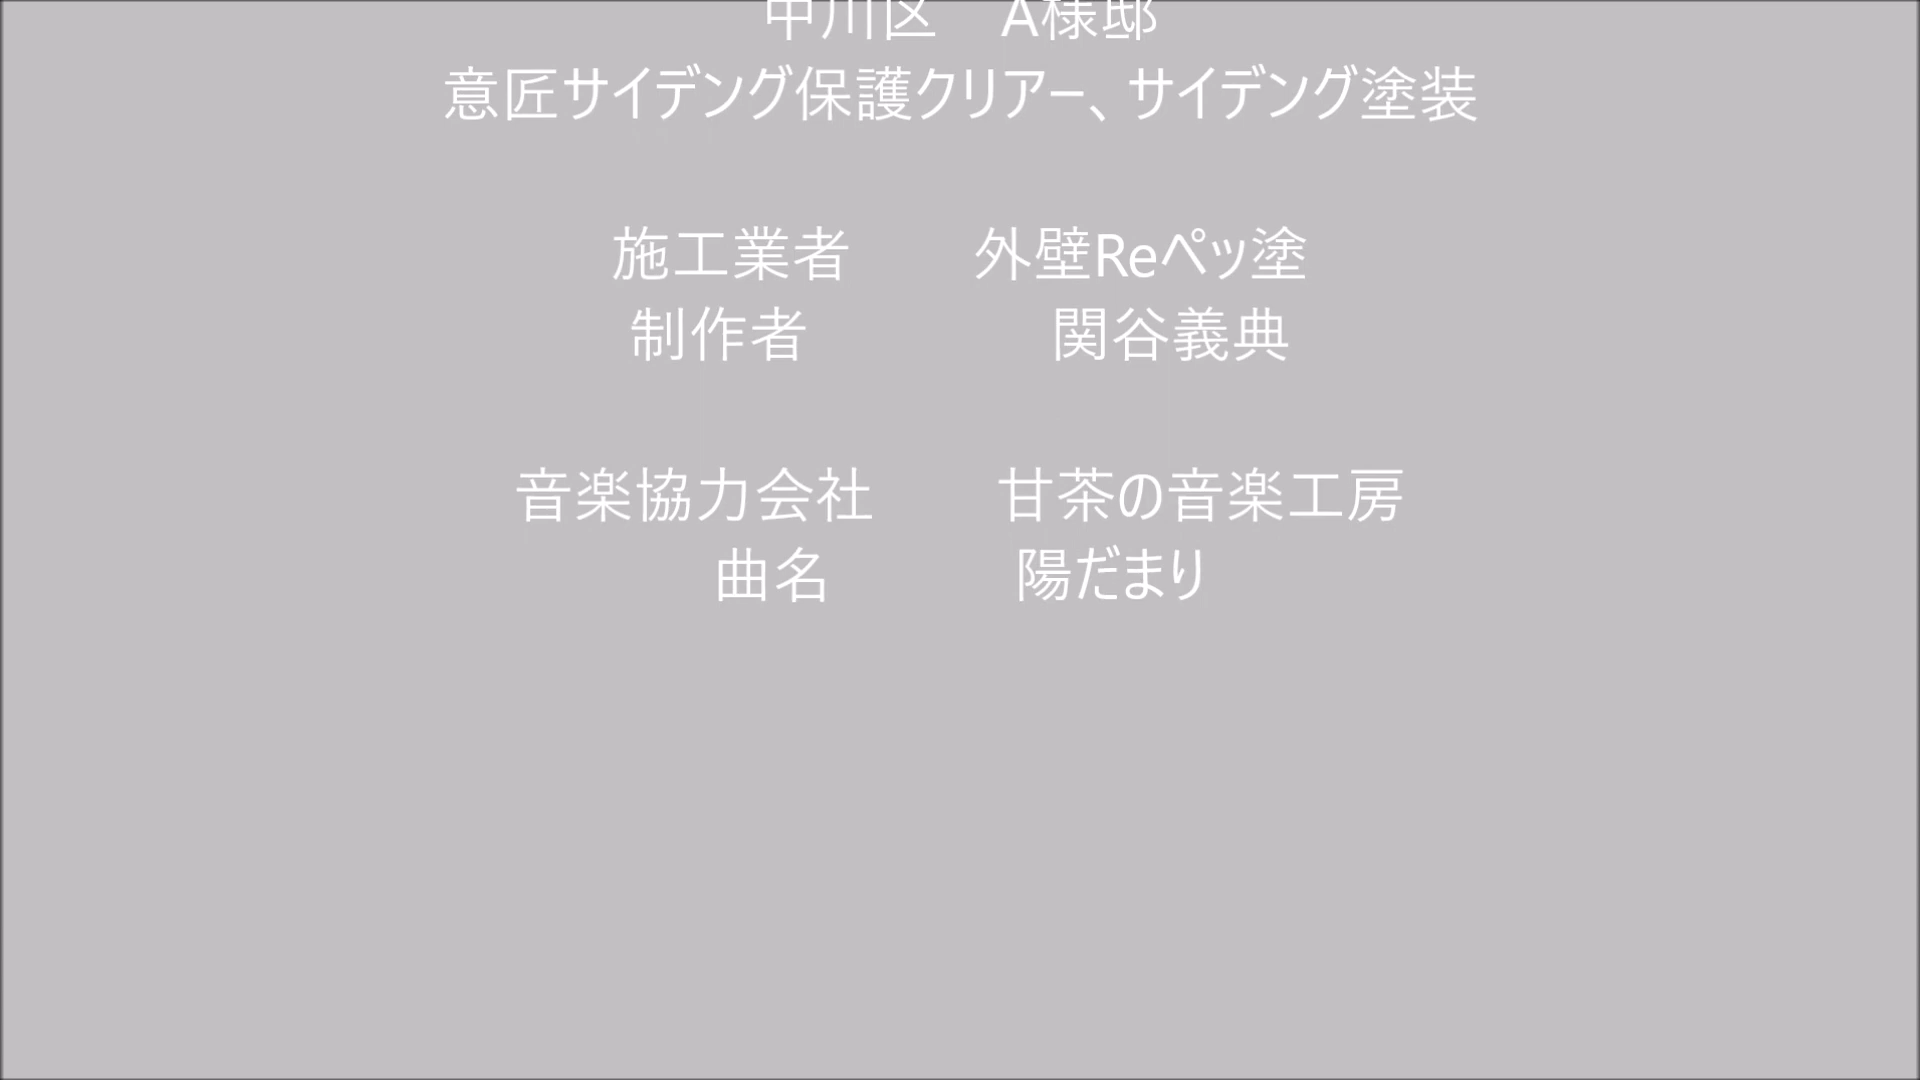 中川区　A様邸
意匠サイデング保護クリアー、サイデング塗装
施工業者　　外壁Reペッ塗
制作者　　　　関谷義典
音楽協力会社　　甘茶の音楽工房
曲名　　　陽だまり